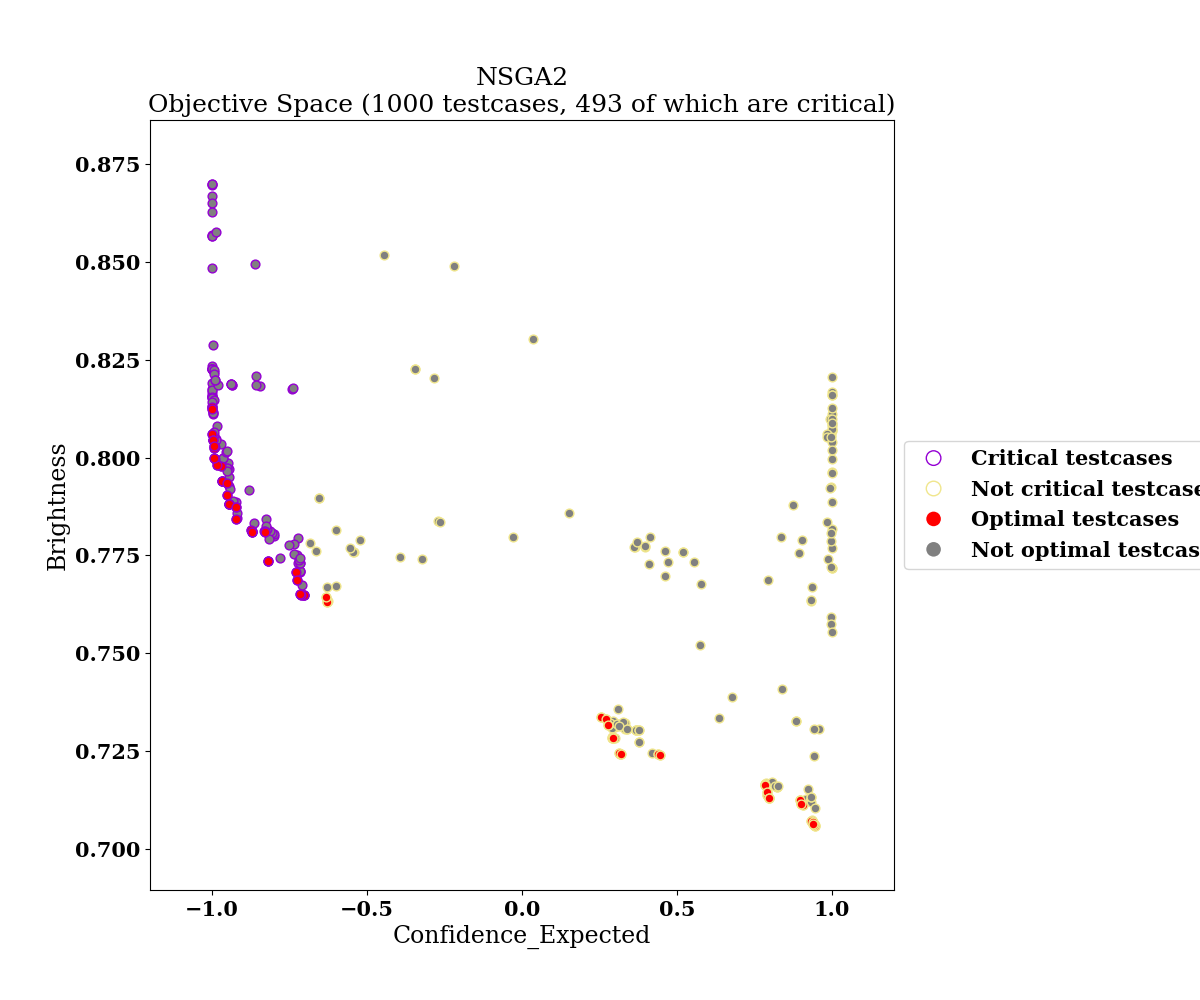 NSGA2
Objective Space (1000 testcases, 493 of which are critical)
0.875
0.850
0.825
0.800
0.775
0.750
0.725
0.700
Brightness
−1.0
−0.5
0.0
0.5
1.0
Confidence_Expected
Critical testcases
Not critical testcase
Optimal testcases
Not optimal testcas